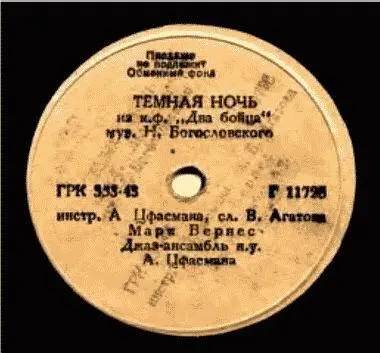 Продаже
не подлежит
Обменный фонд
ТЕМНАЯ НОЧЬ
из к.ф. „Два бойца"
муз. Н. Богословского
ГРК 333-43 Г 11726
инстр. А Цфасмана, сл. В. Агатова
Марк Бернес
Джаз-ансамбль п.у.
А. Цфасмана